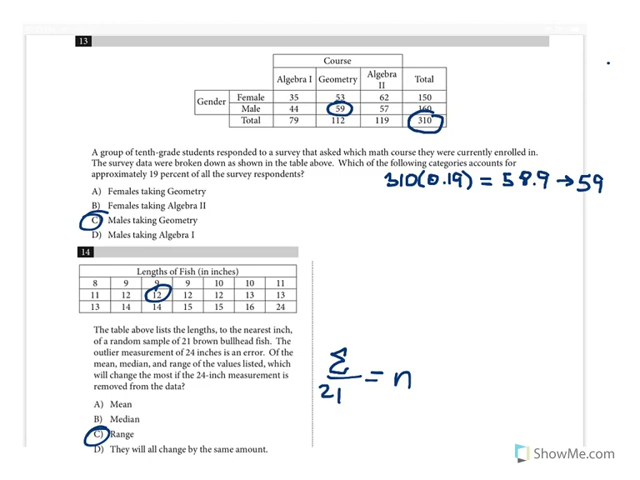 13
Course
Algebra I Geometry Algebra II Total
Gender Female 35 53 62 150
Male 44 59 57 160
Total 79 112 119 310
A group of tenth-grade students responded to a survey that asked which math course they were currently enrolled in.
The survey data were broken down as shown in the table above. Which of the following categories accounts for
approximately 19 percent of all the survey respondents?
310(0.19) = 58.9 → 59
A) Females taking Geometry
B) Females taking Algebra II
C) Males taking Geometry
D) Males taking Algebra I
14
Lengths of Fish (in inches)
8 9 9 9 10 10 11
11 12 12 12 12 13 13
13 14 14 15 15 16 24
The table above lists the lengths, to the nearest inch,
of a random sample of 21 brown bullhead fish. The
outlier measurement of 24 inches is an error. Of the
mean, median, and range of the values listed, which
will change the most if the 24-inch measurement is
removed from the data?
Σ/21 = n
A) Mean
B) Median
C) Range
D) They will all change by the same amount.
ShowMe.com